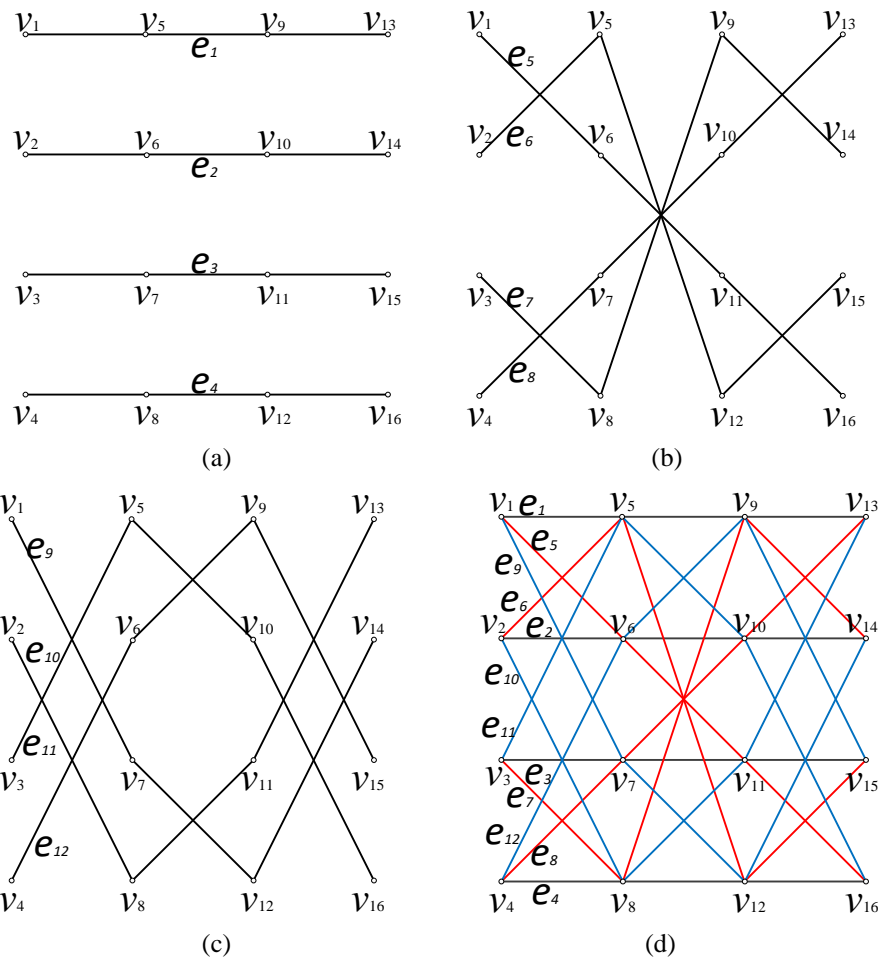 v1 v5 v9 v13
e1
v2 v6 v10 v14
e2
e3
v3 v7 v11 v15
e4
v4 v8 v12 v16
(a)
v1 v5 v9 v13
e5
v2 e6 v6 v10 v14
v3 e7 v7 v11 v15
e8
v4 v8 v12 v16
(b)
v1 v5 v9 v13
e9
v2 v6 v10 v14
e10
e11
v3 v7 v11 v15
e12
v4 v8 v12 v16
(c)
v1 e1 v5 v9 v13
e5
e9
e6
v2 e2 v6 v10 v14
e10
e11
v3 e3 v7 v11 v15
e7
e12
e8
v4 e4 v8 v12 v16
(d)